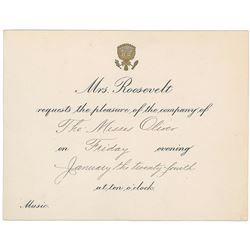 Mrs. Roosevelt
requests the pleasure of the company of
The Misses Oliver
on Friday evening
January the twenty-fourth
at ten o'clock
Music.